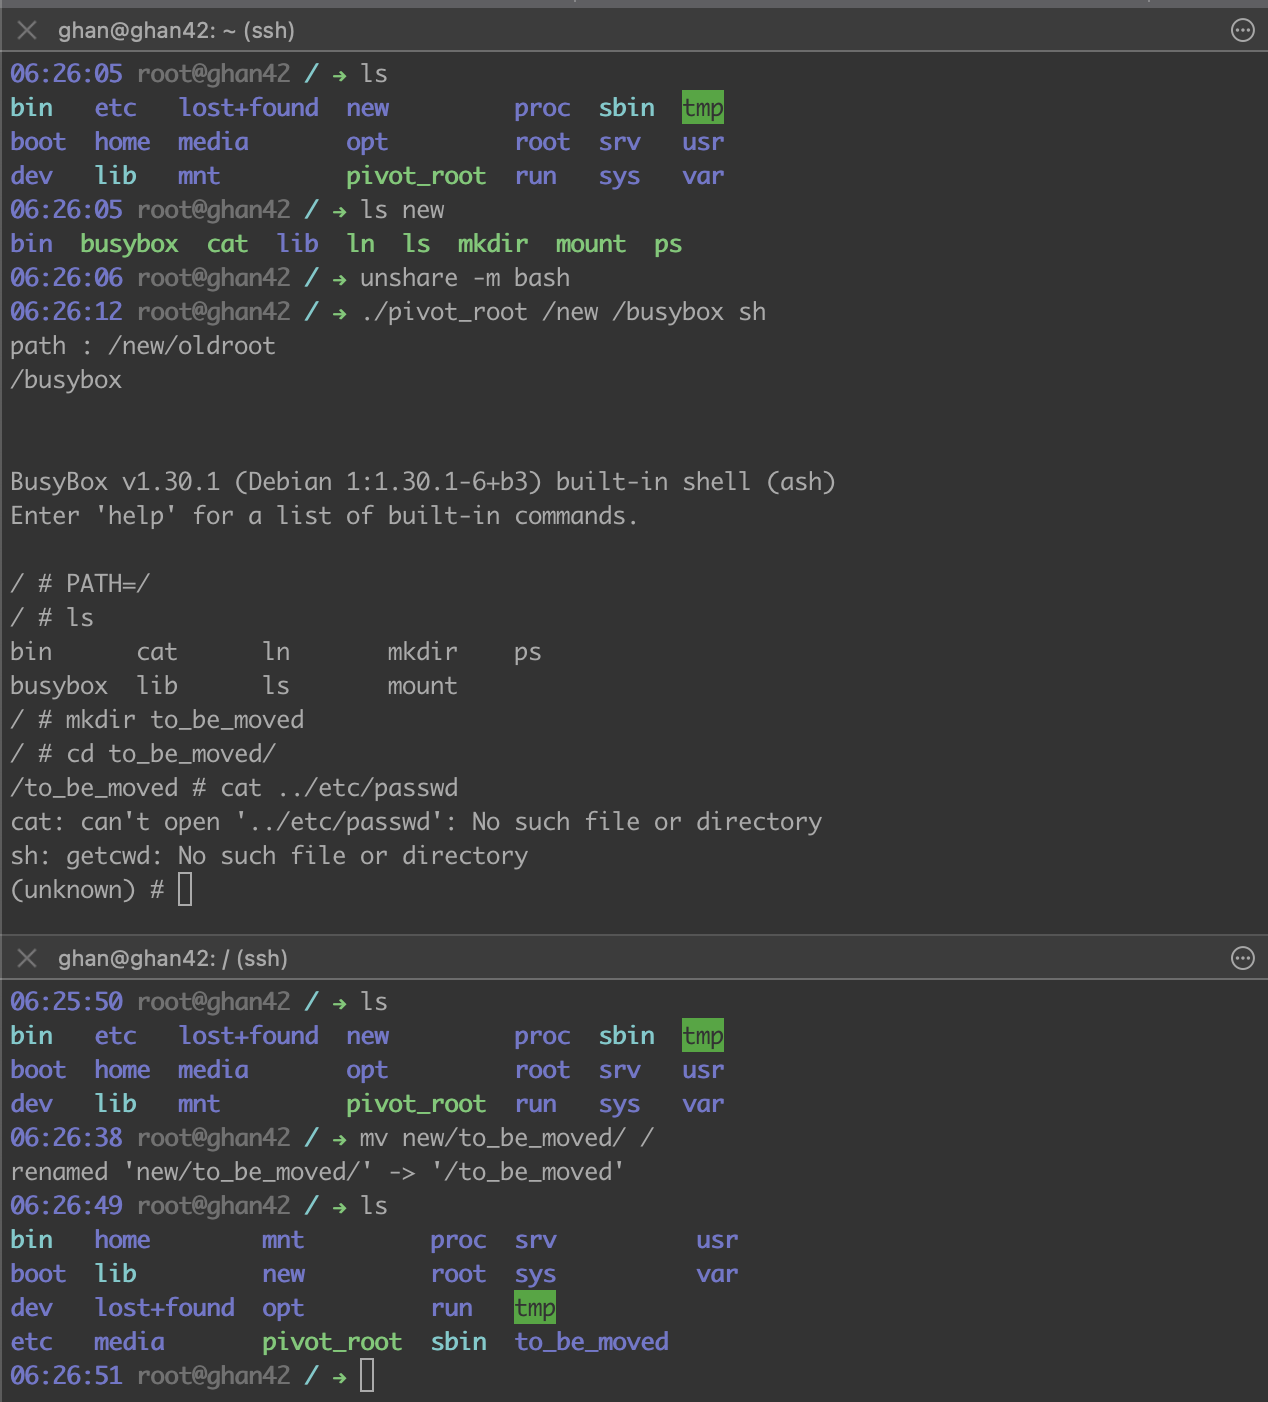 ghan@ghan42: ~ (ssh)
06:26:05 root@ghan42 / → ls
bin   etc   lost+found  new         proc  sbin  tmp
boot  home  media       opt         root  srv   usr
dev   lib   mnt         pivot_root  run   sys   var
06:26:05 root@ghan42 / → ls new
bin  busybox  cat  lib  ln  ls  mkdir  mount  ps
06:26:06 root@ghan42 / → unshare -m bash
06:26:12 root@ghan42 / → ./pivot_root /new /busybox sh
path : /new/oldroot
/busybox
BusyBox v1.30.1 (Debian 1:1.30.1-6+b3) built-in shell (ash)
Enter 'help' for a list of built-in commands.
/ # PATH=/
/ # ls
bin      cat      ln       mkdir    ps
busybox  lib      ls       mount
/ # mkdir to_be_moved
/ # cd to_be_moved/
/to_be_moved # cat ../etc/passwd
cat: can't open '../etc/passwd': No such file or directory
sh: getcwd: No such file or directory
(unknown) #
ghan@ghan42: / (ssh)
06:25:50 root@ghan42 / → ls
bin   etc   lost+found  new         proc  sbin  tmp
boot  home  media       opt         root  srv   usr
dev   lib   mnt         pivot_root  run   sys   var
06:26:38 root@ghan42 / → mv new/to_be_moved/ /
renamed 'new/to_be_moved/' -> '/to_be_moved'
06:26:49 root@ghan42 / → ls
bin   home        mnt         proc  srv          usr
boot  lib         new         root  sys          var
dev   lost+found  opt         run   tmp
etc   media       pivot_root  sbin  to_be_moved
06:26:51 root@ghan42 / →